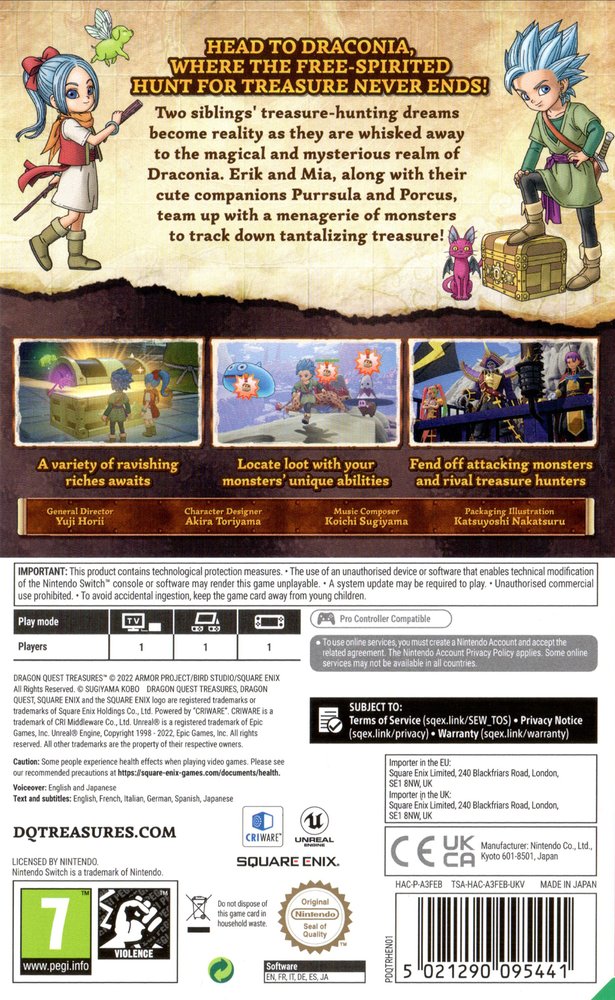 HEAD TO DRACONIA,
WHERE THE FREE-SPIRITED
HUNT FOR TREASURE NEVER ENDS!
Two siblings' treasure-hunting dreams
become reality as they are whisked away
to the magical and mysterious realm of
Draconia. Erik and Mia, along with their
cute companions Purrsula and Porcus,
team up with a menagerie of monsters
to track down tantalizing treasure!
A variety of ravishing
riches awaits
Locate loot with your
monsters' unique abilities
Fend off attacking monsters
and rival treasure hunters
General Director
Yuji Horii
Character Designer
Akira Toriyama
Music Composer
Koichi Sugiyama
Packaging Illustration
Katsuyoshi Nakatsuru
IMPORTANT: This product contains technological protection measures. • The use of an unauthorised device or software that enables technical modification
of the Nintendo Switch™ console or software may render this game unplayable. • A system update may be required to play. • Unauthorised commercial
use prohibited. • To avoid accidental ingestion, keep the game card away from young children.
Play mode
TV
Players 1 1 1
Pro Controller Compatible
• To use online services, you must create a Nintendo Account and accept the
related agreement. The Nintendo Account Privacy Policy applies. Some online
services may not be available in all countries.
DRAGON QUEST TREASURES™ © 2022 ARMOR PROJECT/BIRD STUDIO/SQUARE ENIX
All Rights Reserved. © SUGIYAMA KOBO DRAGON QUEST TREASURES, DRAGON
QUEST, SQUARE ENIX and the SQUARE ENIX logo are registered trademarks or
trademarks of Square Enix Holdings Co., Ltd. Powered by "CRIWARE". CRIWARE is a
trademark of CRI Middleware Co., Ltd. Unreal® is a registered trademark of Epic
Games, Inc. Unreal® Engine, Copyright 1998 - 2022, Epic Games, Inc. All rights
reserved. All other trademarks are the property of their respective owners.
Caution: Some people experience health effects when playing video games. Please see
our recommended precautions at https://square-enix-games.com/documents/health.
Voiceover: English and Japanese
Text and subtitles: English, French, Italian, German, Spanish, Japanese
SUBJECT TO:
Terms of Service (sqex.link/SEW_TOS) • Privacy Notice
(sqex.link/privacy) • Warranty (sqex.link/warranty)
Importer in the EU:
Square Enix Limited, 240 Blackfriars Road, London,
SE1 8NW, UK
Importer in the UK:
Square Enix Limited, 240 Blackfriars Road, London,
SE1 8NW, UK
CE UK CA
Manufacturer: Nintendo Co., Ltd.,
Kyoto 601-8501, Japan
DQTREASURES.COM
CRIWARE™
UNREAL
ENGINE
SQUARE ENIX®
LICENSED BY NINTENDO.
Nintendo Switch is a trademark of Nintendo.
HAC-P-A3FEB TSA-HAC-A3FEB-UKV MADE IN JAPAN
7
www.pegi.info
VIOLENCE
Do not dispose of
this game card in
household waste.
Original
Nintendo
Seal of
Quality
Software
EN, FR, IT, DE, ES, JA
PDQTRHEN01
5 021290 095441